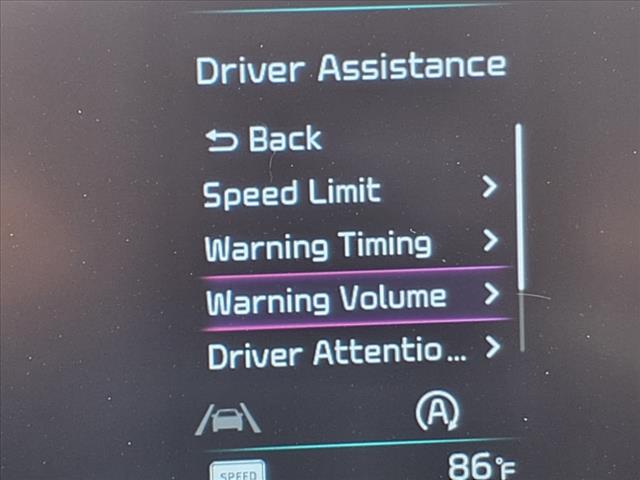 Driver Assistance
Back
Speed Limit
Warning Timing
Warning Volume
Driver Attentio...
A
86°F
SPEED